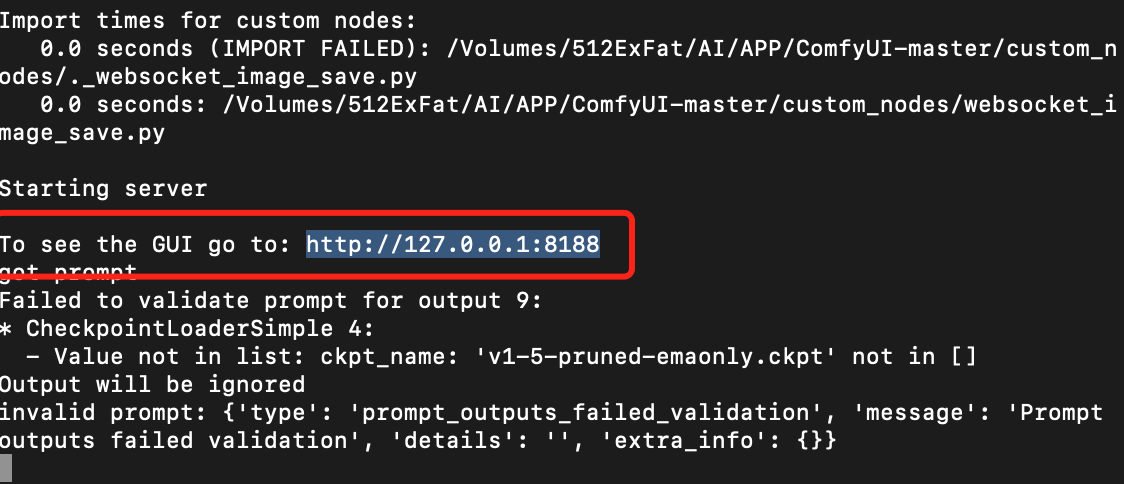 Import times for custom nodes:
   0.0 seconds (IMPORT FAILED): /Volumes/512ExFat/AI/APP/ComfyUI-master/custom_n
odes/._websocket_image_save.py
   0.0 seconds: /Volumes/512ExFat/AI/APP/ComfyUI-master/custom_nodes/websocket_i
mage_save.py
Starting server
To see the GUI go to: http://127.0.0.1:8188
got prompt
Failed to validate prompt for output 9:
* CheckpointLoaderSimple 4:
  - Value not in list: ckpt_name: 'v1-5-pruned-emaonly.ckpt' not in []
Output will be ignored
invalid prompt: {'type': 'prompt_outputs_failed_validation', 'message': 'Prompt
outputs failed validation', 'details': '', 'extra_info': {}}